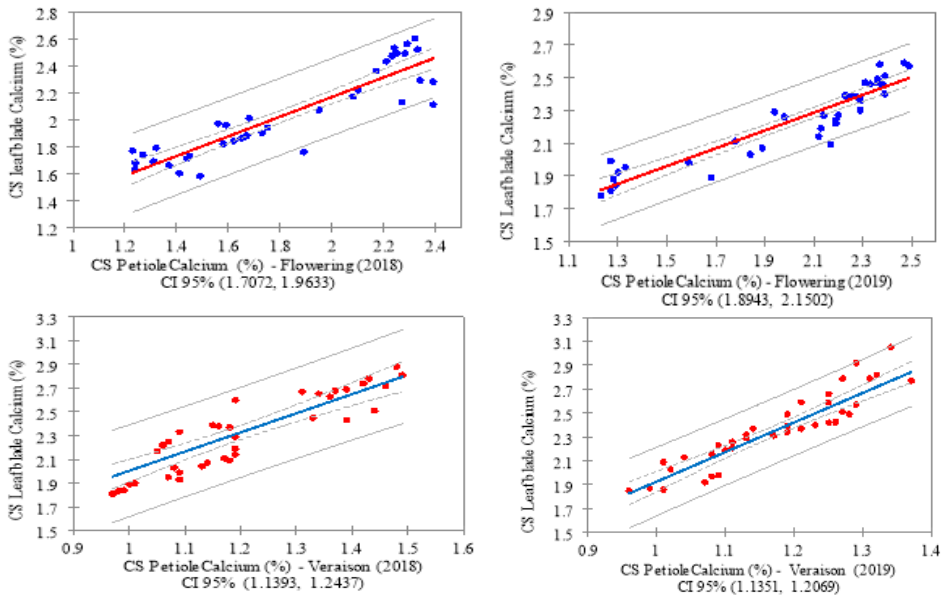 CS leafblade Calcium (%)
2.8
2.6
2.4
2.2
2
1.8
1.6
1.4
1.2
1 1.2 1.4 1.6 1.8 2 2.2 2.4 2.6
CS Petiole Calcium (%) - Flowering (2018)
CI 95% (1.7072, 1.9633)
CS Leafblade Calcium (%)
2.9
2.7
2.5
2.3
2.1
1.9
1.7
1.5
1.1 1.3 1.5 1.7 1.9 2.1 2.3 2.5
CS Petiole Calcium (%) - Flowering (2019)
CI 95% (1.8943, 2.1502)
CS Leafblade Calcium (%)
3.3
3.1
2.9
2.7
2.5
2.3
2.1
1.9
1.7
1.5
0.9 1 1.1 1.2 1.3 1.4 1.5 1.6
CS Petiole Calcium (%) - Veraison (2018)
CI 95% (1.1393, 1.2437)
CS Leafblade Calcium (%)
3.3
3.1
2.9
2.7
2.5
2.3
2.1
1.9
1.7
1.5
0.9 1 1.1 1.2 1.3 1.4
CS Petiole Calcium (%) - Veraison (2019)
CI 95% (1.1351, 1.2069)